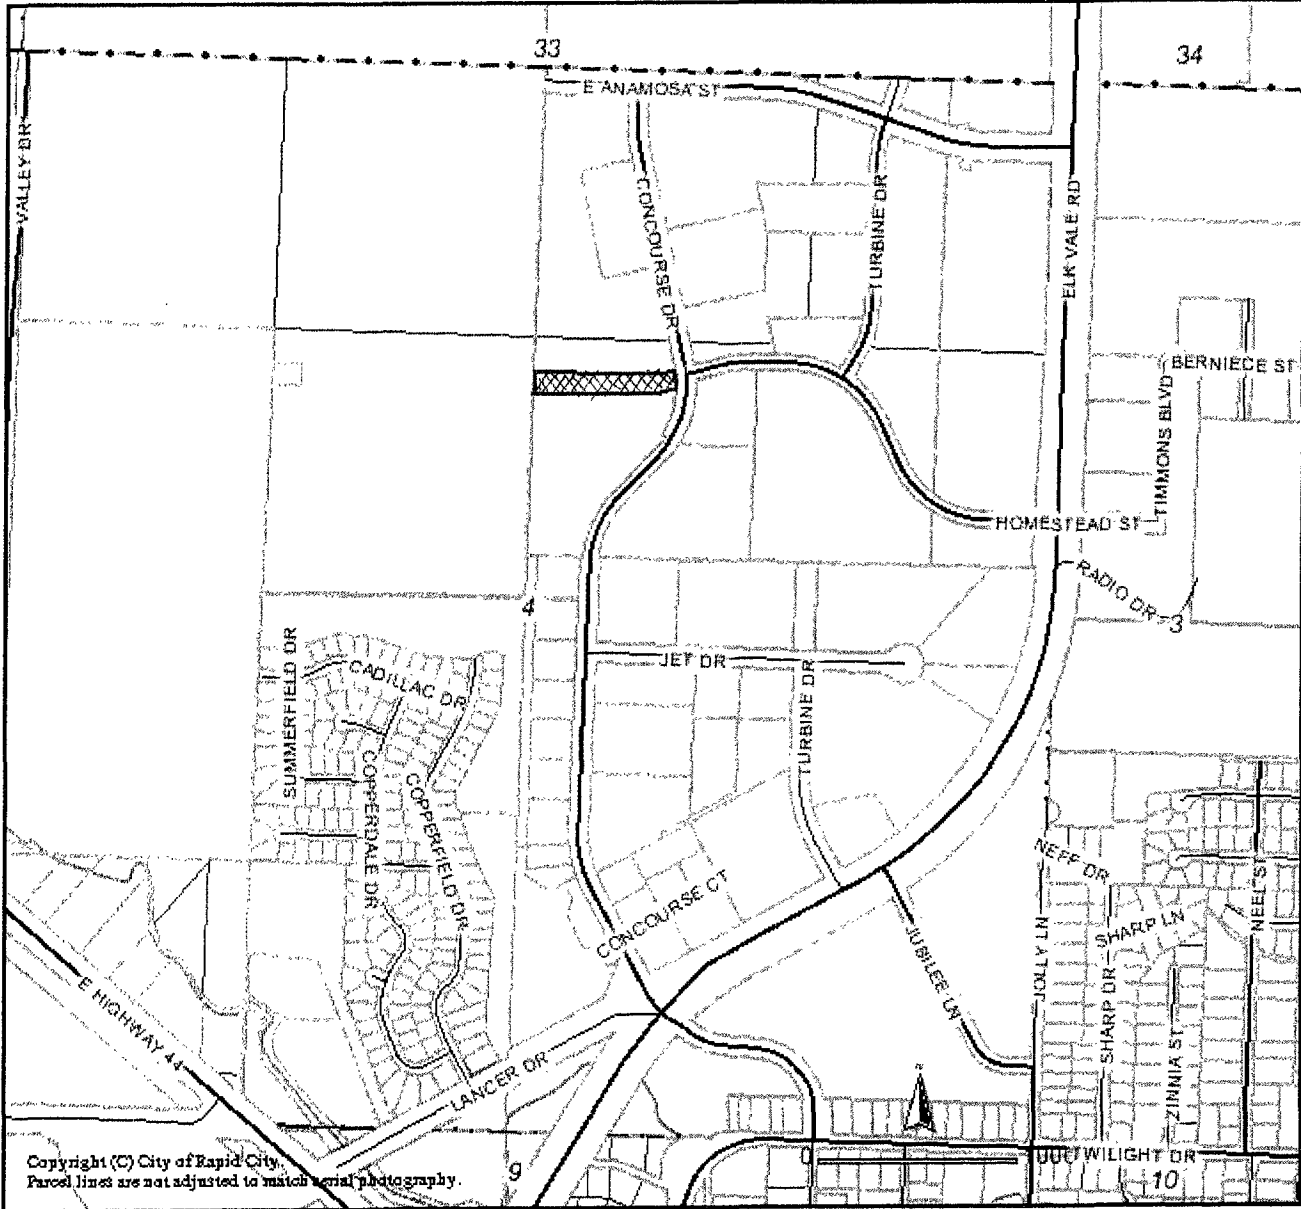 33
34
E ANAMOSA ST
VALLEY DR
CONCOURSE DR
TURBINE DR
ELK VALE RD
BERNIECE ST
TIMMONS BLVD
HOMESTEAD ST
RADIO DR
3
4
SUMMERFIELD DR
CADILLAC DR
JET DR
TURBINE DR
COPPERDALE DR
COPPERFIELD DR
CONCOURSE CT
NEFF DR
SHARP LN
NEEL ST
JOLLY LN
JUBILEE LN
SHARP DR
ZINNIA ST
E HIGHWAY 44
LANCER DR
N
TWILIGHT DR
9
10
Copyright (C) City of Rapid City.
Parcel lines are not adjusted to match aerial photography.